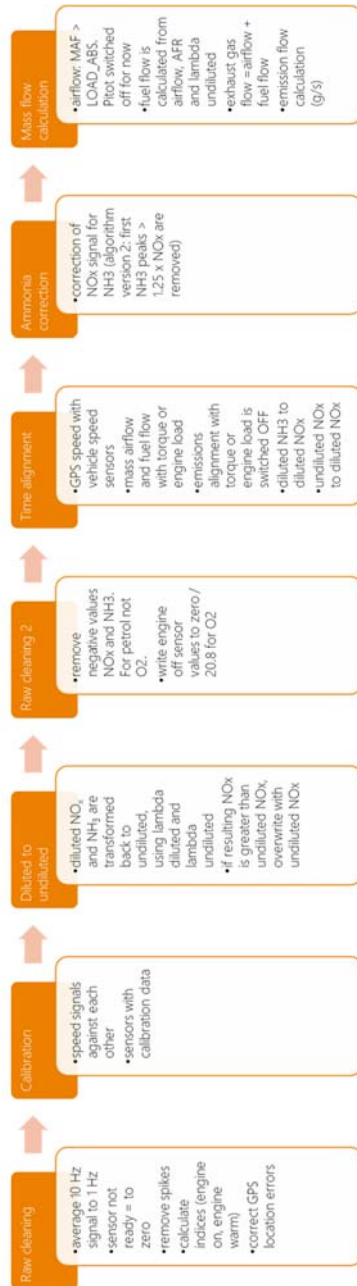 Raw cleaning
•average 10 Hz
signal to 1 Hz
•sensor not
ready = to
zero
•remove spikes
•calculate
indices (engine
on, engine
warm)
•correct GPS
location errors
Calibration
•speed signals
against each
other
•sensors with
calibration data
Diluted to
undiluted
•diluted NOₓ
and NH₃ are
transformed
back to
undiluted,
using lambda
diluted and
lambda
undiluted
•if resulting NOx
is greater than
undiluted NOx,
overwrite with
undiluted NOx
Raw cleaning 2
•remove
negative values
NOx and NH3.
For petrol not
O2.
•write engine
off sensor
values to zero /
20.8 for O2
Time alignment
•GPS speed with
vehicle speed
sensors
•mass airflow
and fuel flow
with torque or
engine load
•emissions
alignment with
torque or
engine load is
switched OFF
•diluted NH3 to
diluted NOx
•undiluted NOx
to diluted NOx
Ammonia
correction
•correction of
NOx signal for
NH3 (algorithm
version 2: first
NH3 peaks >
1.25 x NOx are
removed)
Mass flow
calculation
•airflow: MAF >
LOAD_ABS.
Pitot switched
off for now
•fuel flow is
calculated from
airflow, AFR
and lambda
undiluted
•exhaust gas
flow =airflow +
fuel flow
•emission flow
calculation
(g/s)